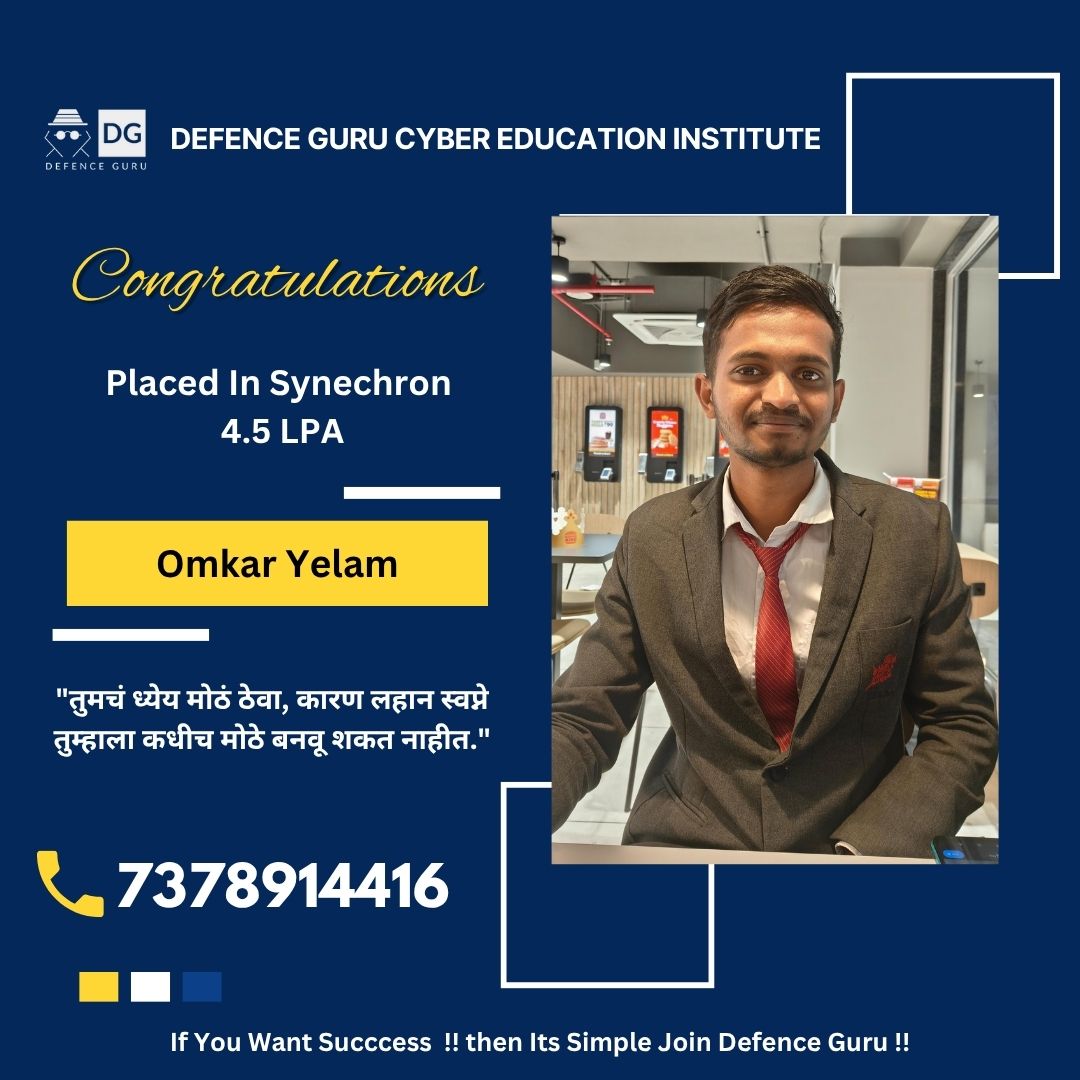 DG
DEFENCE GURU
DEFENCE GURU CYBER EDUCATION INSTITUTE
Congratulations
Placed In Synechron
4.5 LPA
Omkar Yelam
"तुमचं ध्येय मोठं ठेवा, कारण लहान स्वप्ने
तुम्हाला कधीच मोठे बनवू शकत नाहीत."
7378914416
If You Want Succcess !! then Its Simple Join Defence Guru !!